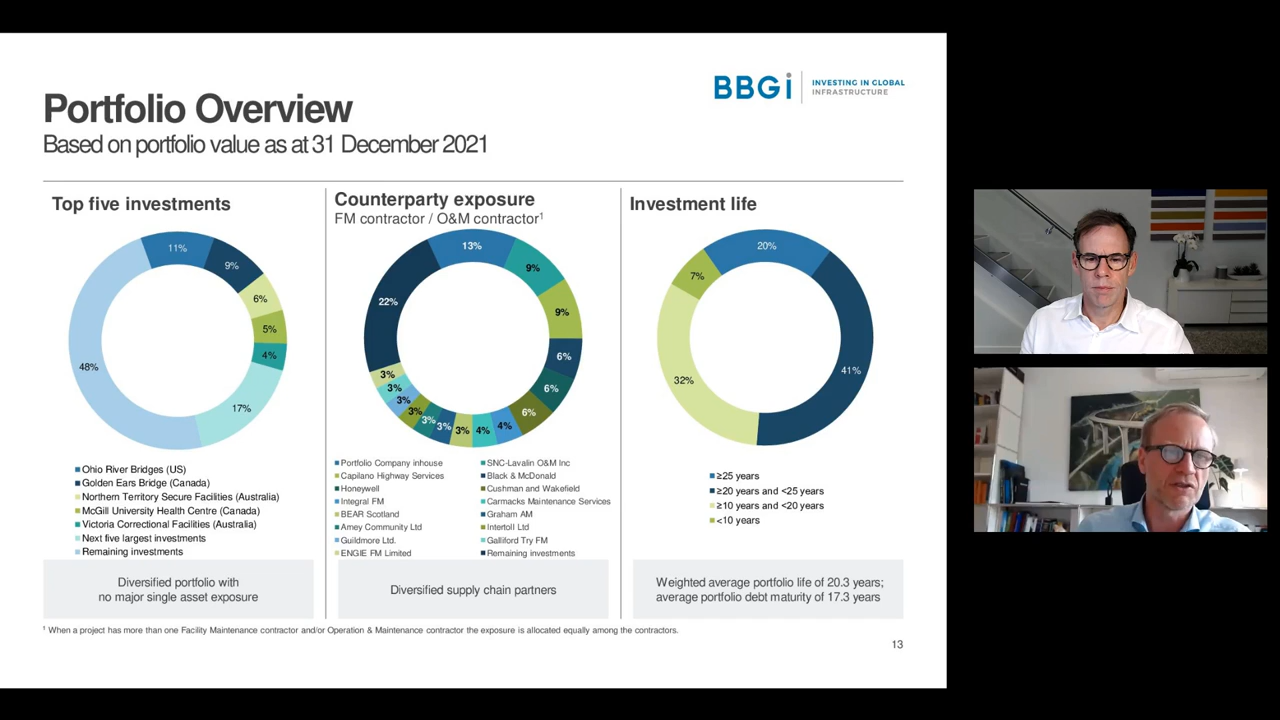 Portfolio Overview
Based on portfolio value as at 31 December 2021
BBGi
INVESTING IN GLOBAL
INFRASTRUCTURE
Top five investments
11%
9%
6%
5%
4%
17%
48%
Ohio River Bridges (US)
Golden Ears Bridge (Canada)
Northern Territory Secure Facilities (Australia)
McGill University Health Centre (Canada)
Victoria Correctional Facilities (Australia)
Next five largest investments
Remaining investments
Diversified portfolio with
no major single asset exposure
Counterparty exposure
FM contractor / O&M contractor¹
13%
9%
9%
6%
6%
6%
4%
4%
3%
3%
3%
3%
3%
3%
3%
22%
Portfolio Company inhouse
SNC-Lavalin O&M Inc
Capilano Highway Services
Black & McDonald
Honeywell
Cushman and Wakefield
Integral FM
Carmacks Maintenance Services
BEAR Scotland
Graham AM
Amey Community Ltd
Intertoll Ltd
Guildmore Ltd.
Galliford Try FM
ENGIE FM Limited
Remaining investments
Diversified supply chain partners
Investment life
20%
41%
32%
7%
≥25 years
≥20 years and <25 years
≥10 years and <20 years
<10 years
Weighted average portfolio life of 20.3 years;
average portfolio debt maturity of 17.3 years
¹ When a project has more than one Facility Maintenance contractor and/or Operation & Maintenance contractor the exposure is allocated equally among the contractors.
13